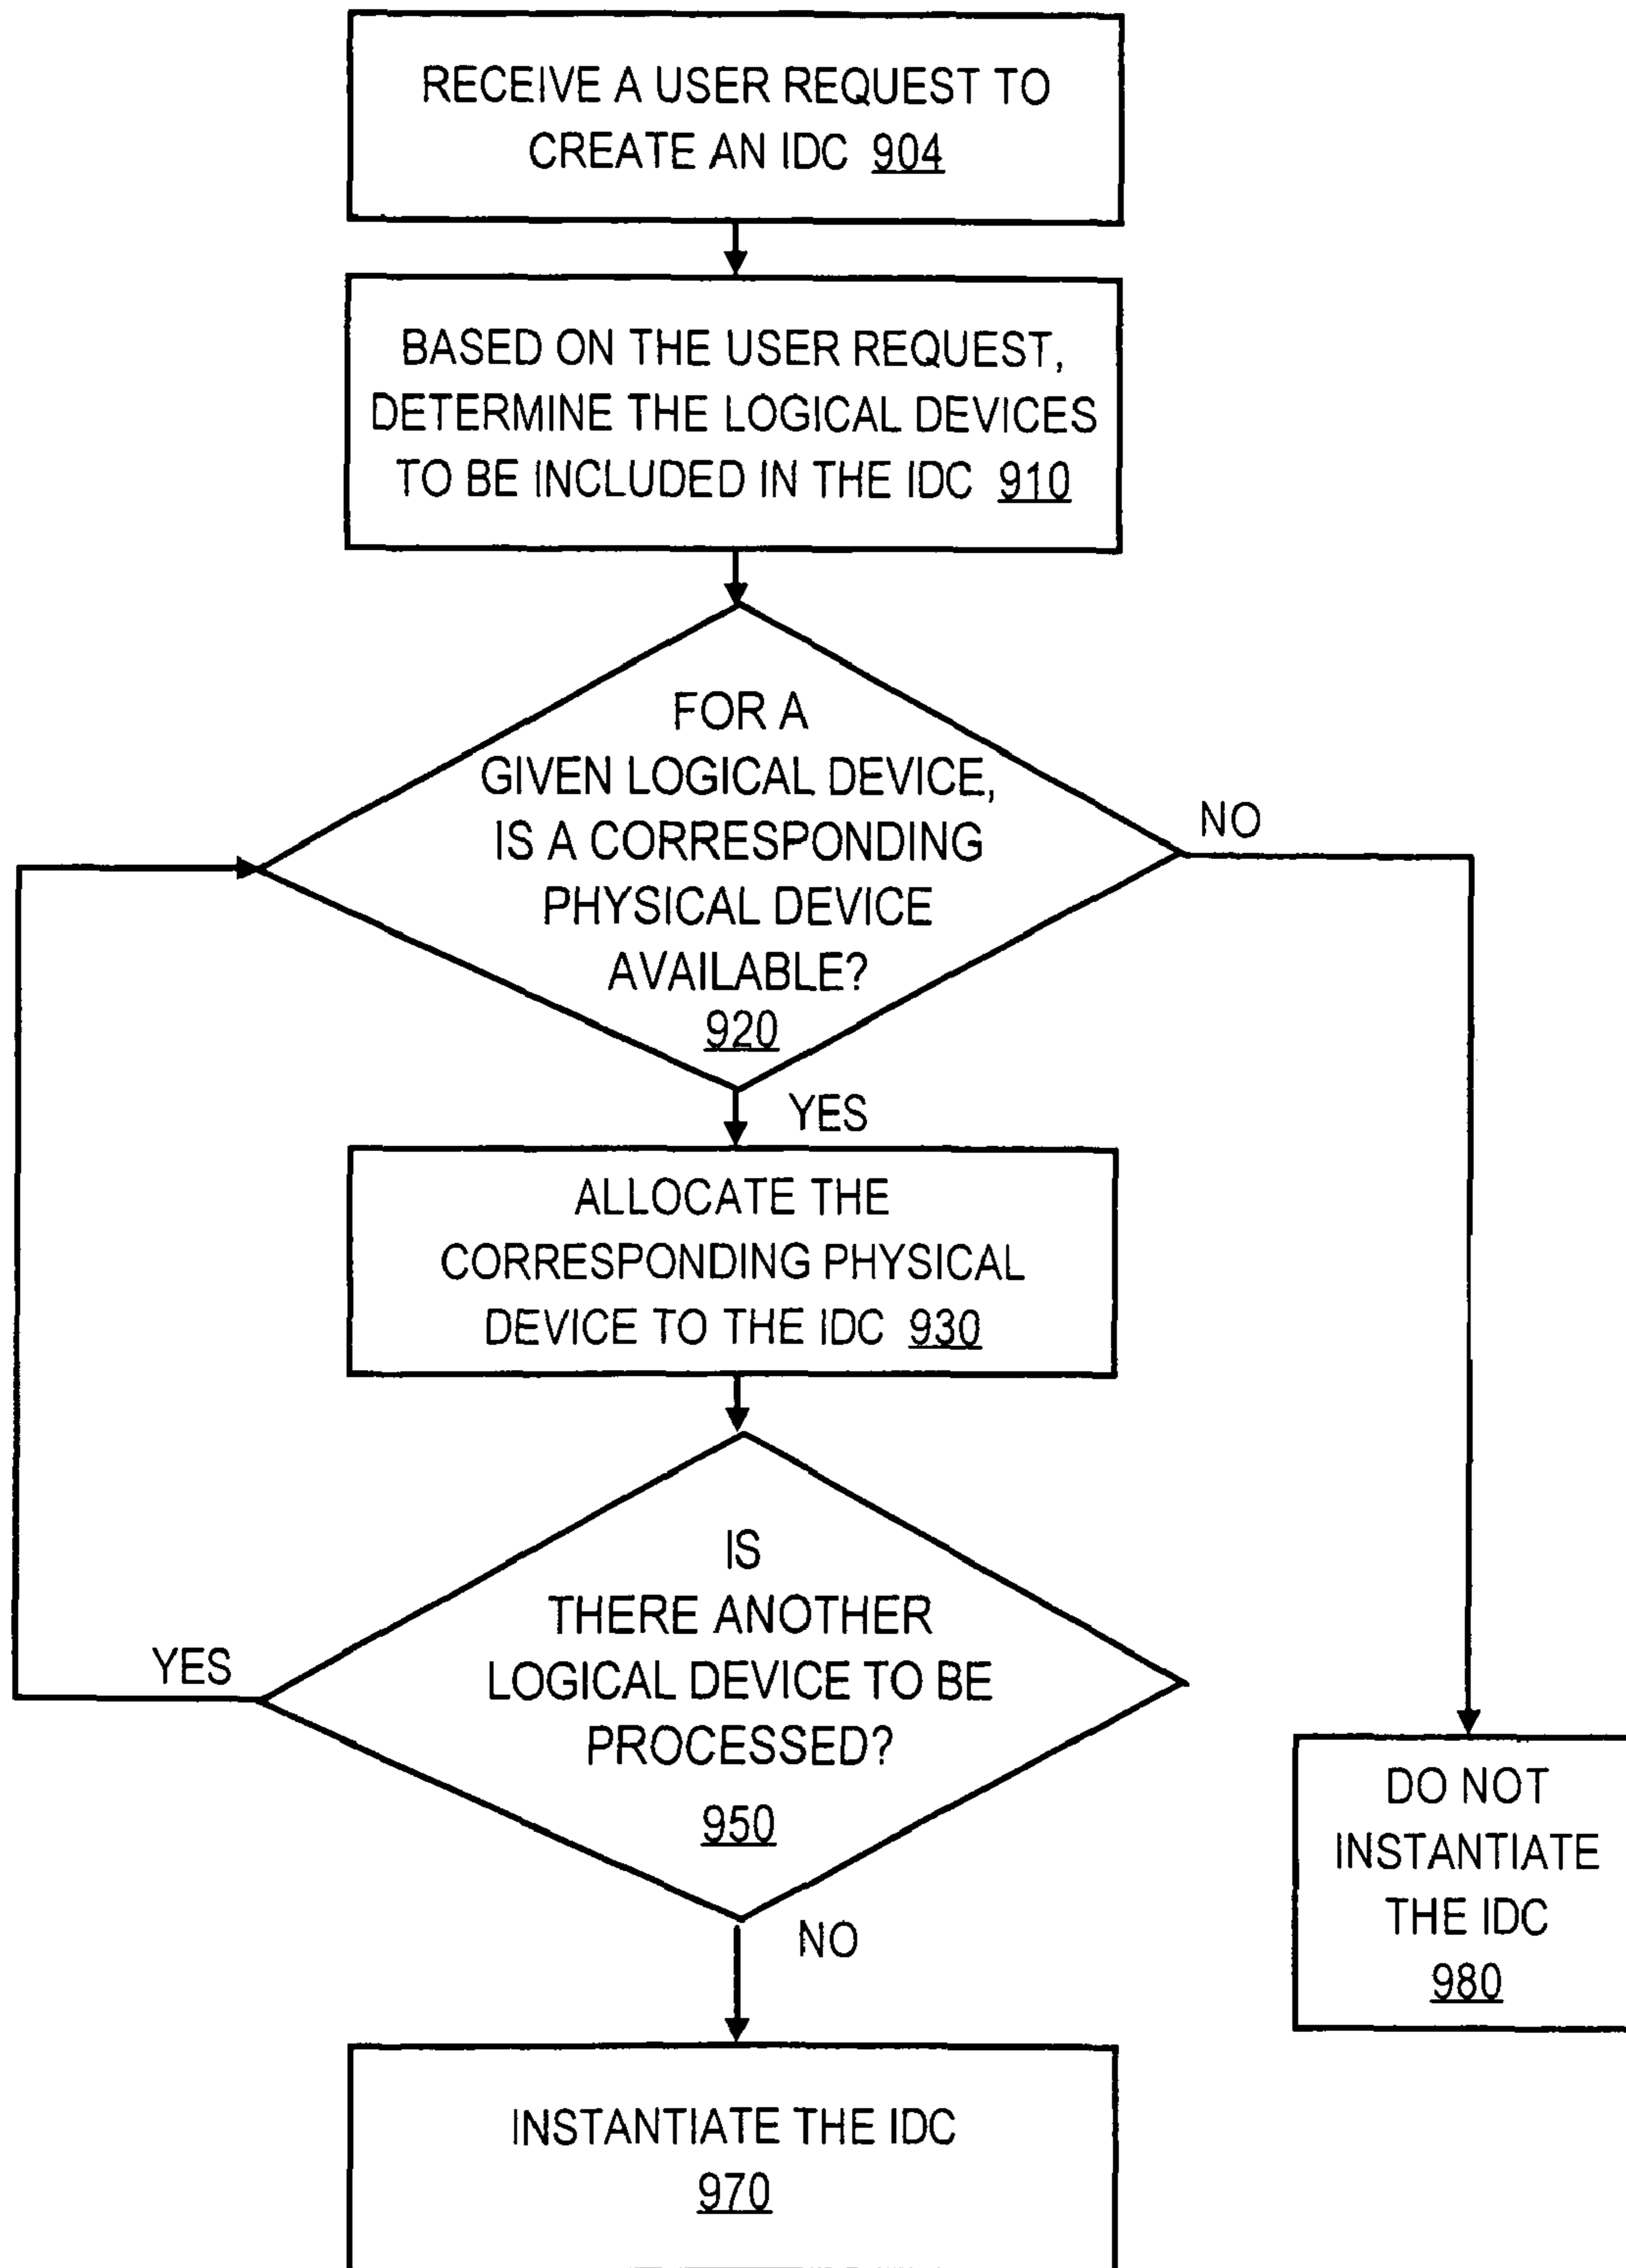 RECEIVE A USER REQUEST TO
CREATE AN IDC 904
BASED ON THE USER REQUEST,
DETERMINE THE LOGICAL DEVICES
TO BE INCLUDED IN THE IDC 910
FOR A
GIVEN LOGICAL DEVICE,
IS A CORRESPONDING
PHYSICAL DEVICE
AVAILABLE?
920
NO
YES
ALLOCATE THE
CORRESPONDING PHYSICAL
DEVICE TO THE IDC 930
IS
THERE ANOTHER
LOGICAL DEVICE TO BE
PROCESSED?
950
YES
NO
DO NOT
INSTANTIATE
THE IDC
980
INSTANTIATE THE IDC
970